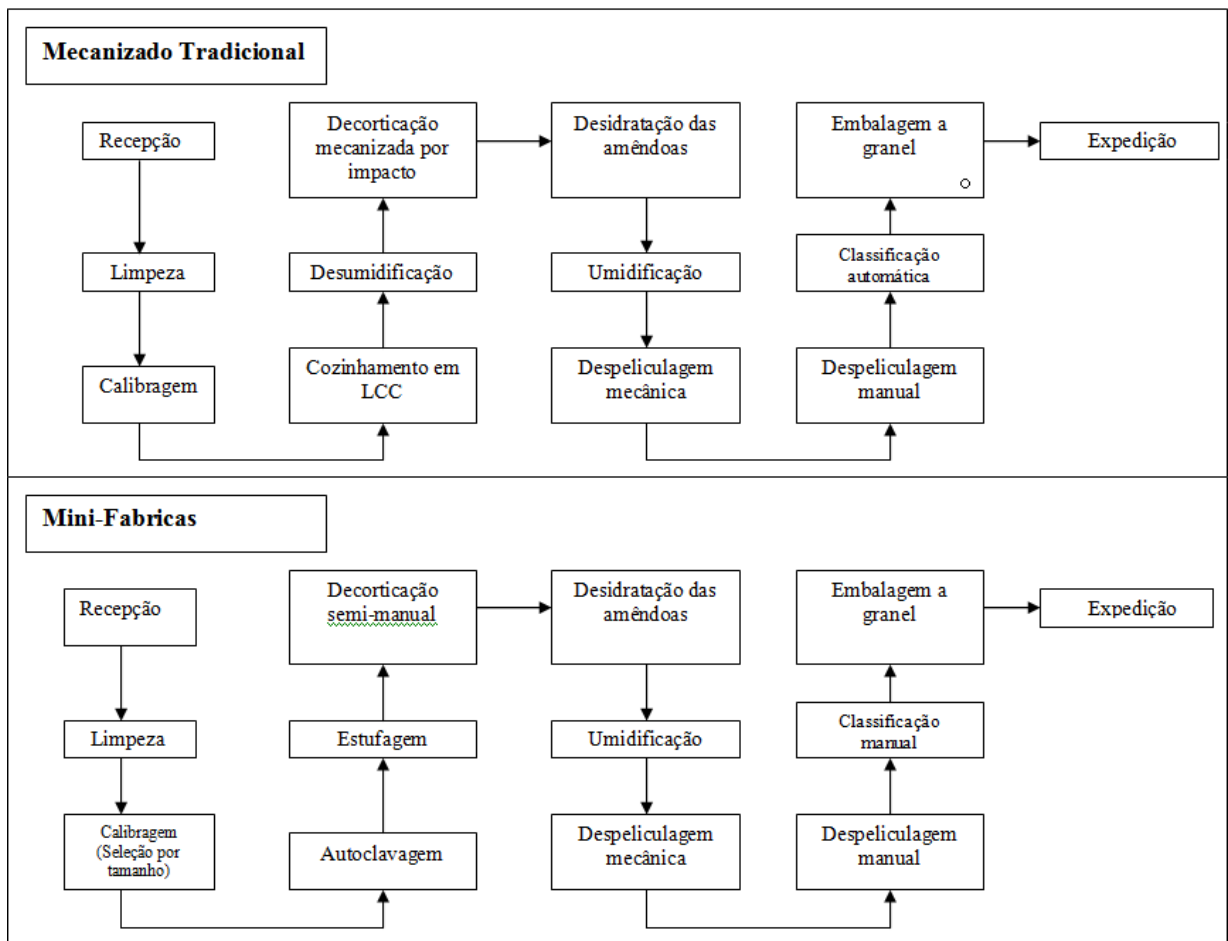 Mecanizado Tradicional
Recepção
Limpeza
Calibragem
Cozinhamento em
LCC
Desumidificação
Decorticação
mecanizada por
impacto
Desidratação das
amêndoas
Umidificação
Despeliculagem
mecânica
Despeliculagem
manual
Classificação
automática
Embalagem a
granel
Expedição
Mini-Fabricas
Recepção
Limpeza
Calibragem
(Seleção por
tamanho)
Autoclavagem
Estufagem
Decorticação
semi-manual
Desidratação das
amêndoas
Umidificação
Despeliculagem
mecânica
Despeliculagem
manual
Classificação
manual
Embalagem a
granel
Expedição